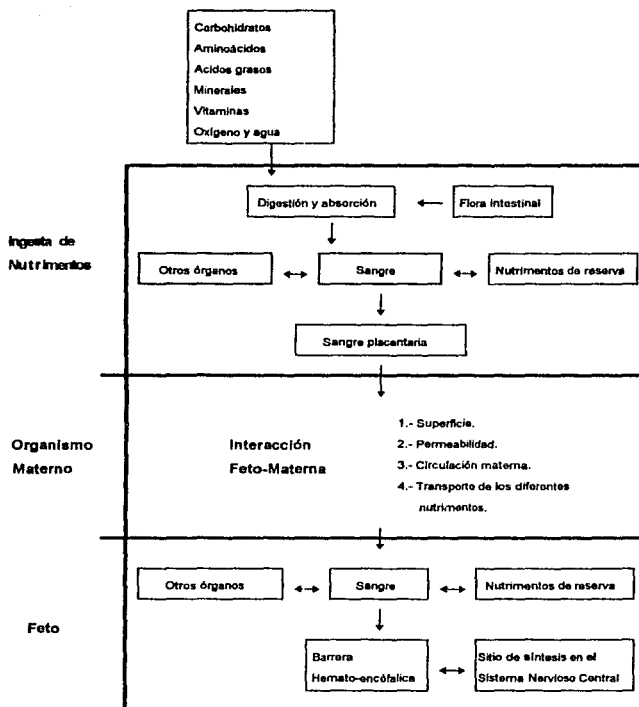 Carbohidratos
Aminoácidos
Acidos grasos
Minerales
Vitaminas
Oxígeno y agua
Digestión y absorción
Flora intestinal
Ingesta de
Nutrimentos
Otros órganos
Sangre
Nutrimentos de reserva
Sangre placentaria
Organismo
Materno
Interacción
Feto-Materna
1.- Superficie.
2.- Permeabilidad.
3.- Circulación materna.
4.- Transporto de los diferentes
nutrimentos.
Otros órganos
Sangre
Nutrimentos de reserva
Feto
Barrera
Hemato-encófalica
Sitio de síntesis en el
Sistema Nervioso Central